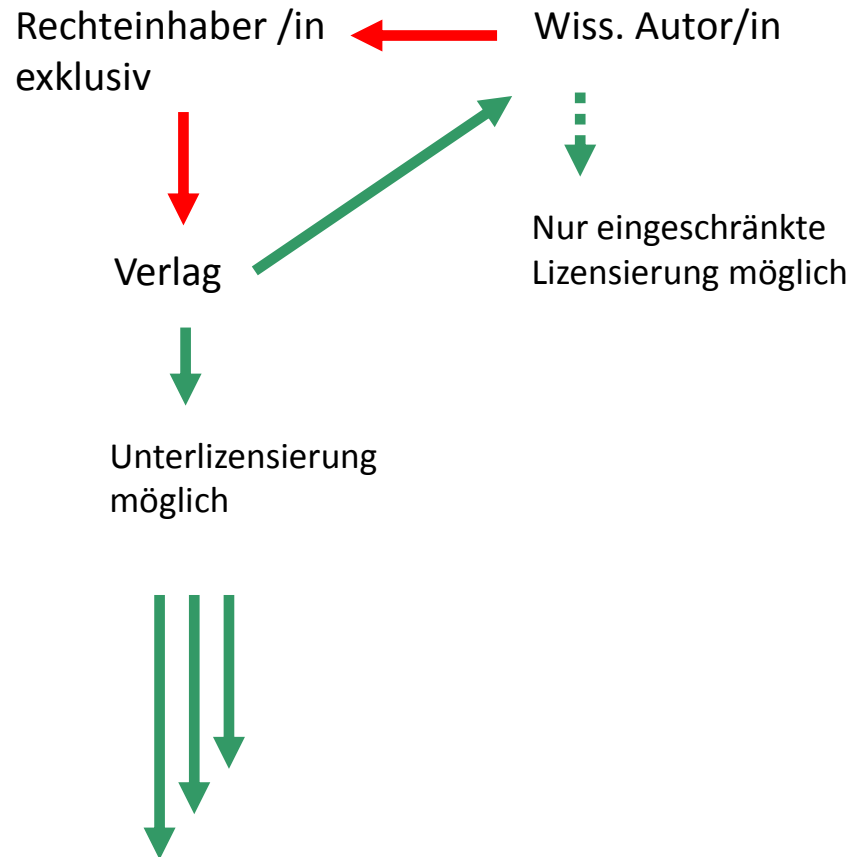 Rechteinhaber /in
exklusiv
Wiss. Autor/in
Nur eingeschränkte
Lizensierung möglich
Verlag
Unterlizensierung
möglich